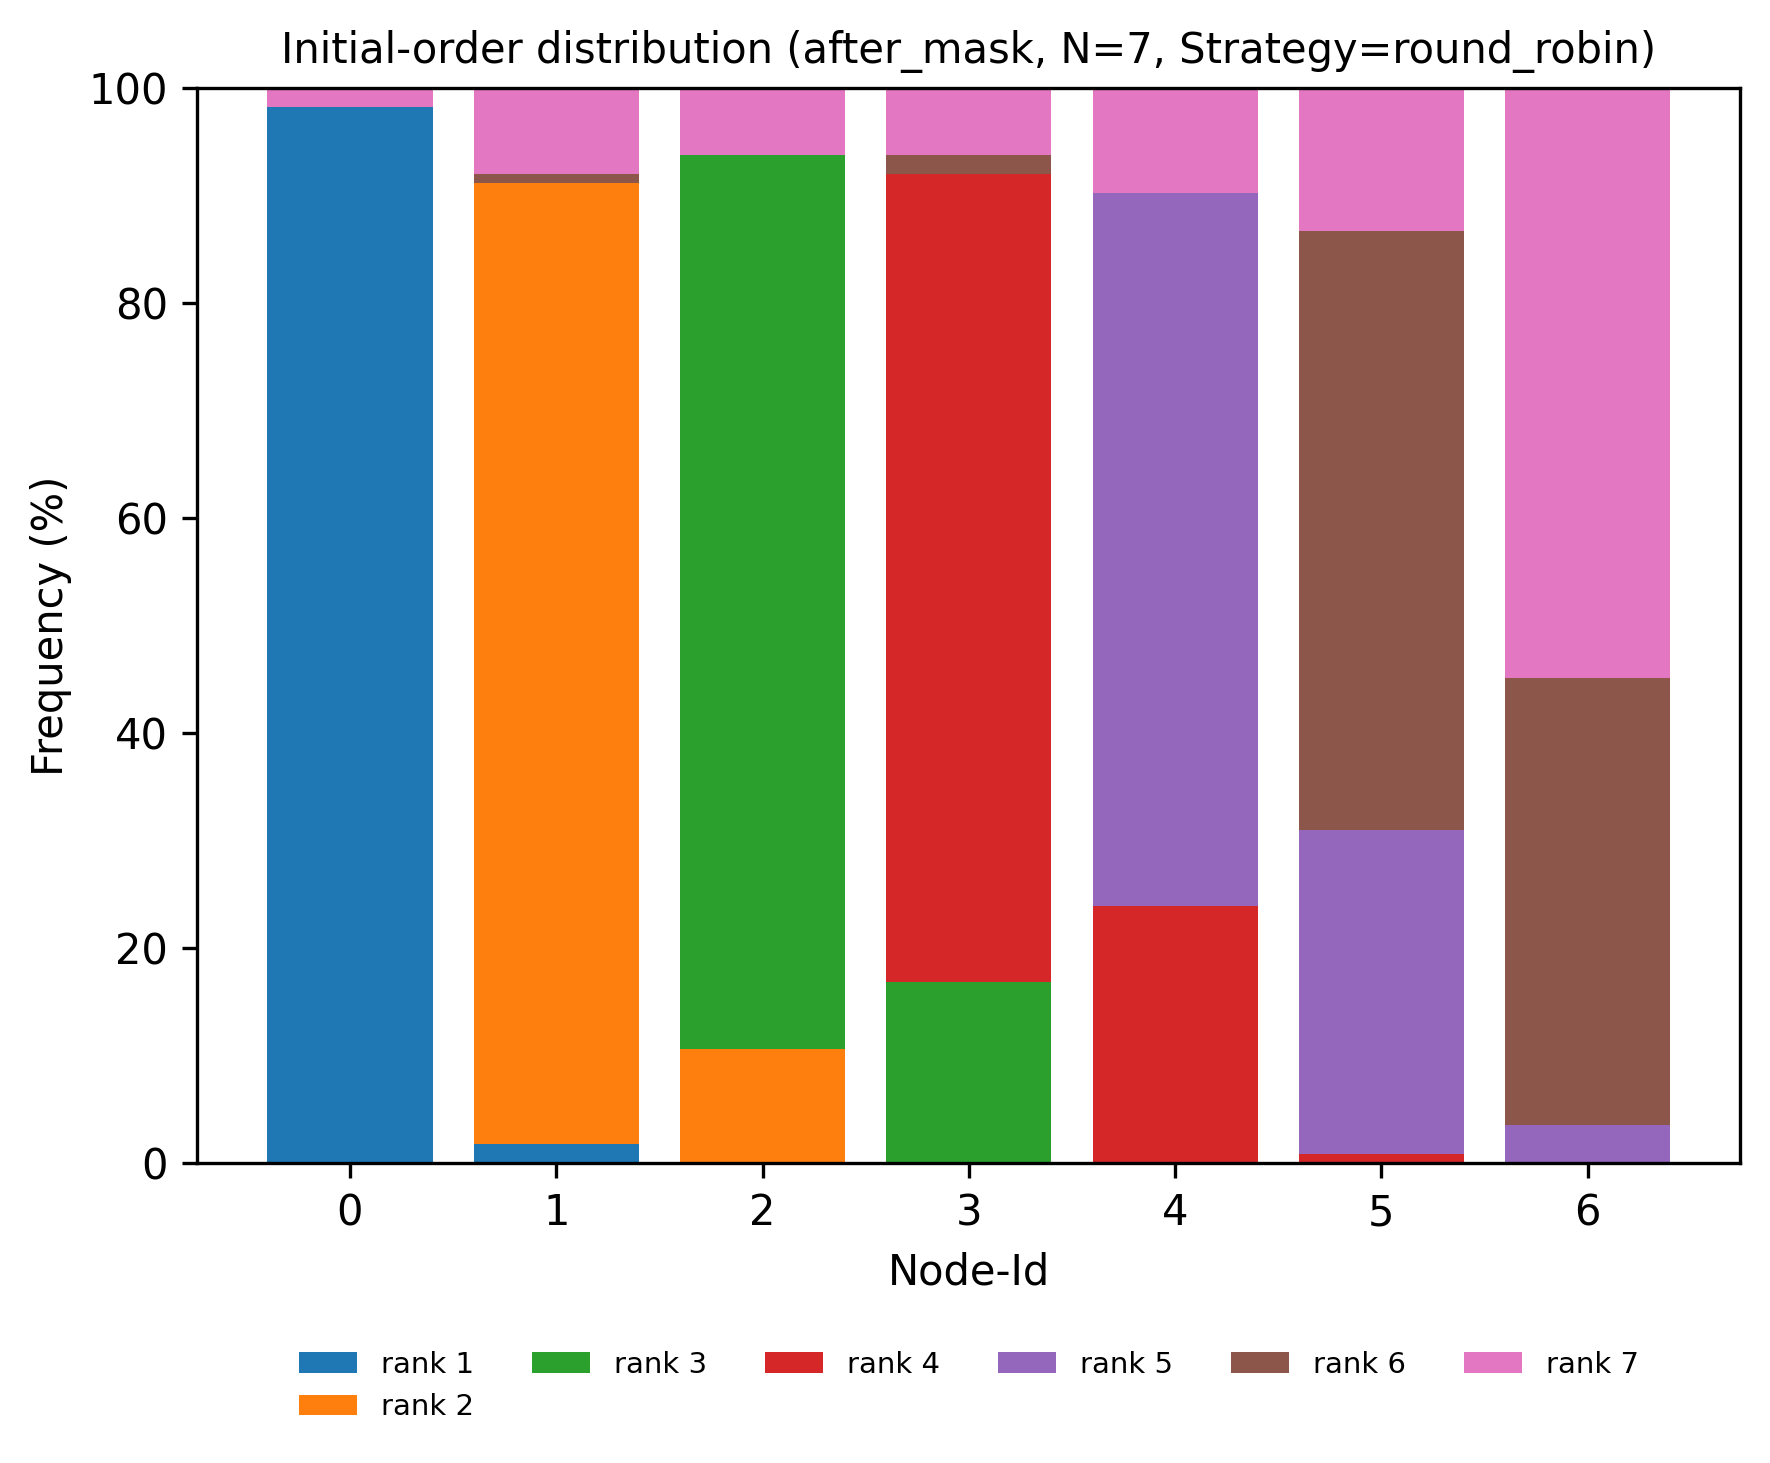 Initial-order distribution (after_mask, N=7, Strategy=round_robin)
100
80
60
40
20
0
Frequency (%)
0 1 2 3 4 5 6
Node-Id
rank 1 rank 3 rank 4 rank 5 rank 6 rank 7
rank 2